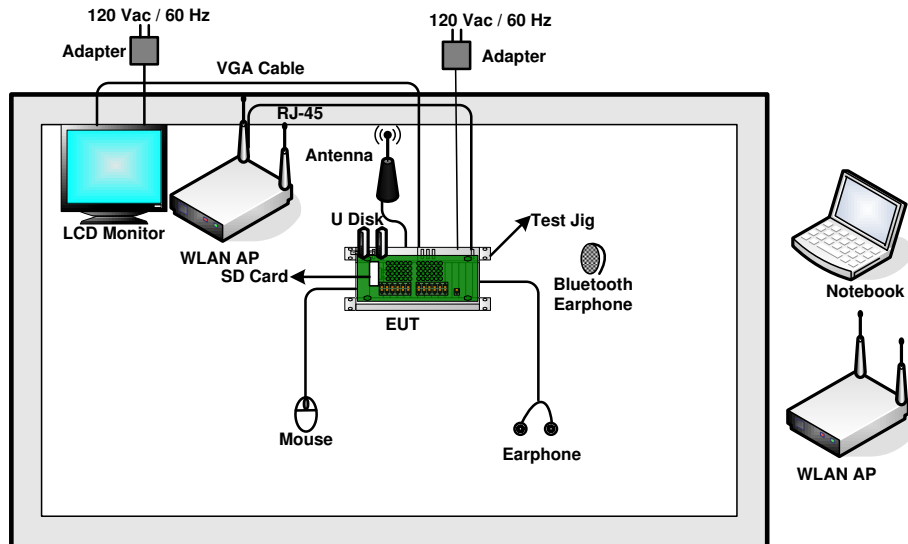 120 Vac / 60 Hz
120 Vac / 60 Hz
Adapter
Adapter
VGA Cable
RJ-45
Antenna
U Disk
Test Jig
LCD Monitor
WLAN AP
SD Card
Bluetooth
Earphone
Notebook
EUT
Mouse
Earphone
WLAN AP